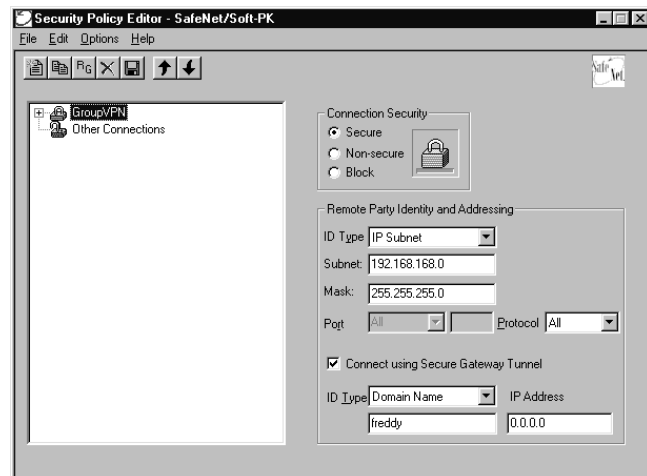 Security Policy Editor - SafeNet/Soft-PK
File Edit Options Help
RG
Safe Net
GroupVPN
Other Connections
Connection Security
Secure
Non-secure
Block
Remote Party Identity and Addressing
ID Type IP Subnet
Subnet: 192.168.168.0
Mask: 255.255.255.0
Port All Protocol All
Connect using Secure Gateway Tunnel
ID Type Domain Name IP Address
freddy 0.0.0.0